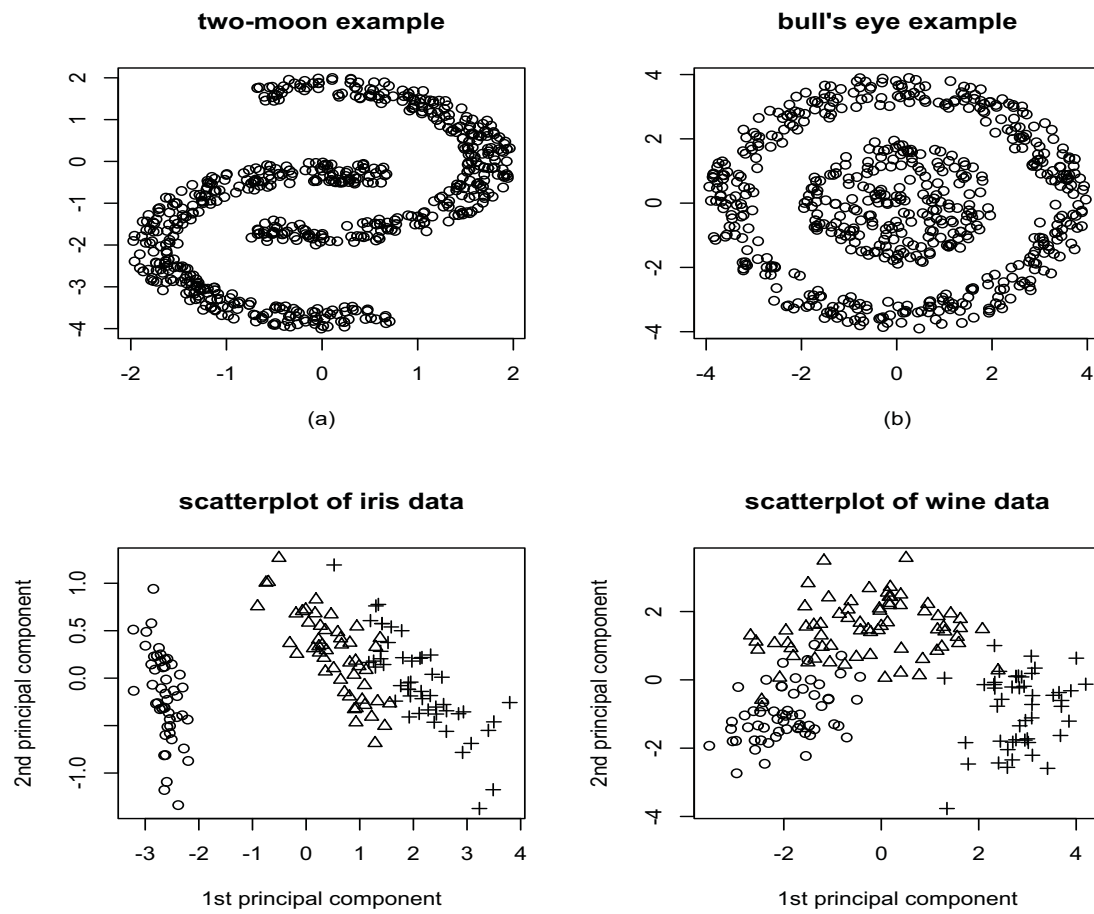 two-moon example
2
1
0
-1
-2
-3
-4
-2 -1 0 1 2
(a)
bull's eye example
4
2
0
-2
-4
-4 -2 0 2 4
(b)
scatterplot of iris data
2nd principal component
1.0
0.5
0.0
-1.0
-3 -2 -1 0 1 2 3 4
1st principal component
scatterplot of wine data
2nd principal component
2
0
-2
-4
-2 0 2 4
1st principal component